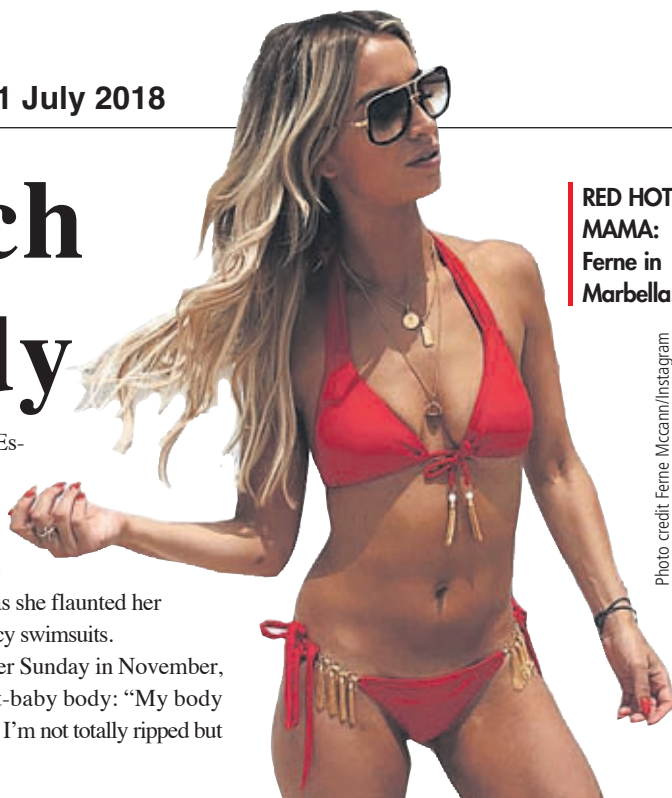 1 July 2018
ch
dy
Es-
s she flaunted her
cy swimsuits.
er Sunday in November,
t-baby body: “My body
I’m not totally ripped but
RED HOT
MAMA:
Ferne in
Marbella
Photo credit Ferne Mccann/Instagram